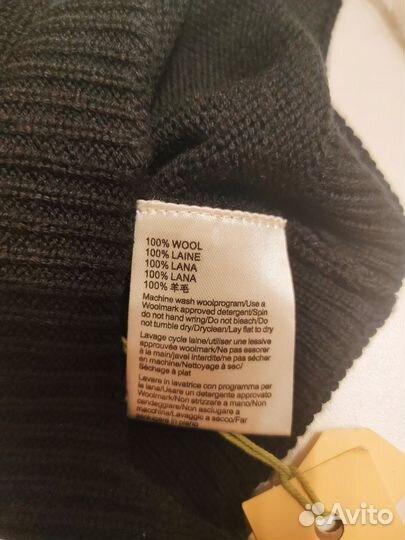 100% WOOL
100% LAINE
100% LANA
100% LANA
100% 羊毛
Machine wash woolprogram/Use a
Woolmark approved detergent/Spin
do not hand wring/Do not bleach/Do
not tumble dry/Dryclean/Lay flat to dry
Lavage cycle laine/utiliser une lessive
approuvée woolmark/Ne pas essorer
à la main/javel interdite/ne pas sécher
en machine/Nettoyage à sec/
Séchage à plat
Lavare in lavatrice con programma per
la lana/Usare un detergente approvato
Woolmark/Non strizzare a mano/Non
candeggiare/Non asciugare a
macchina/Lavaggio a secco/Far
asciugare in piano
Avito